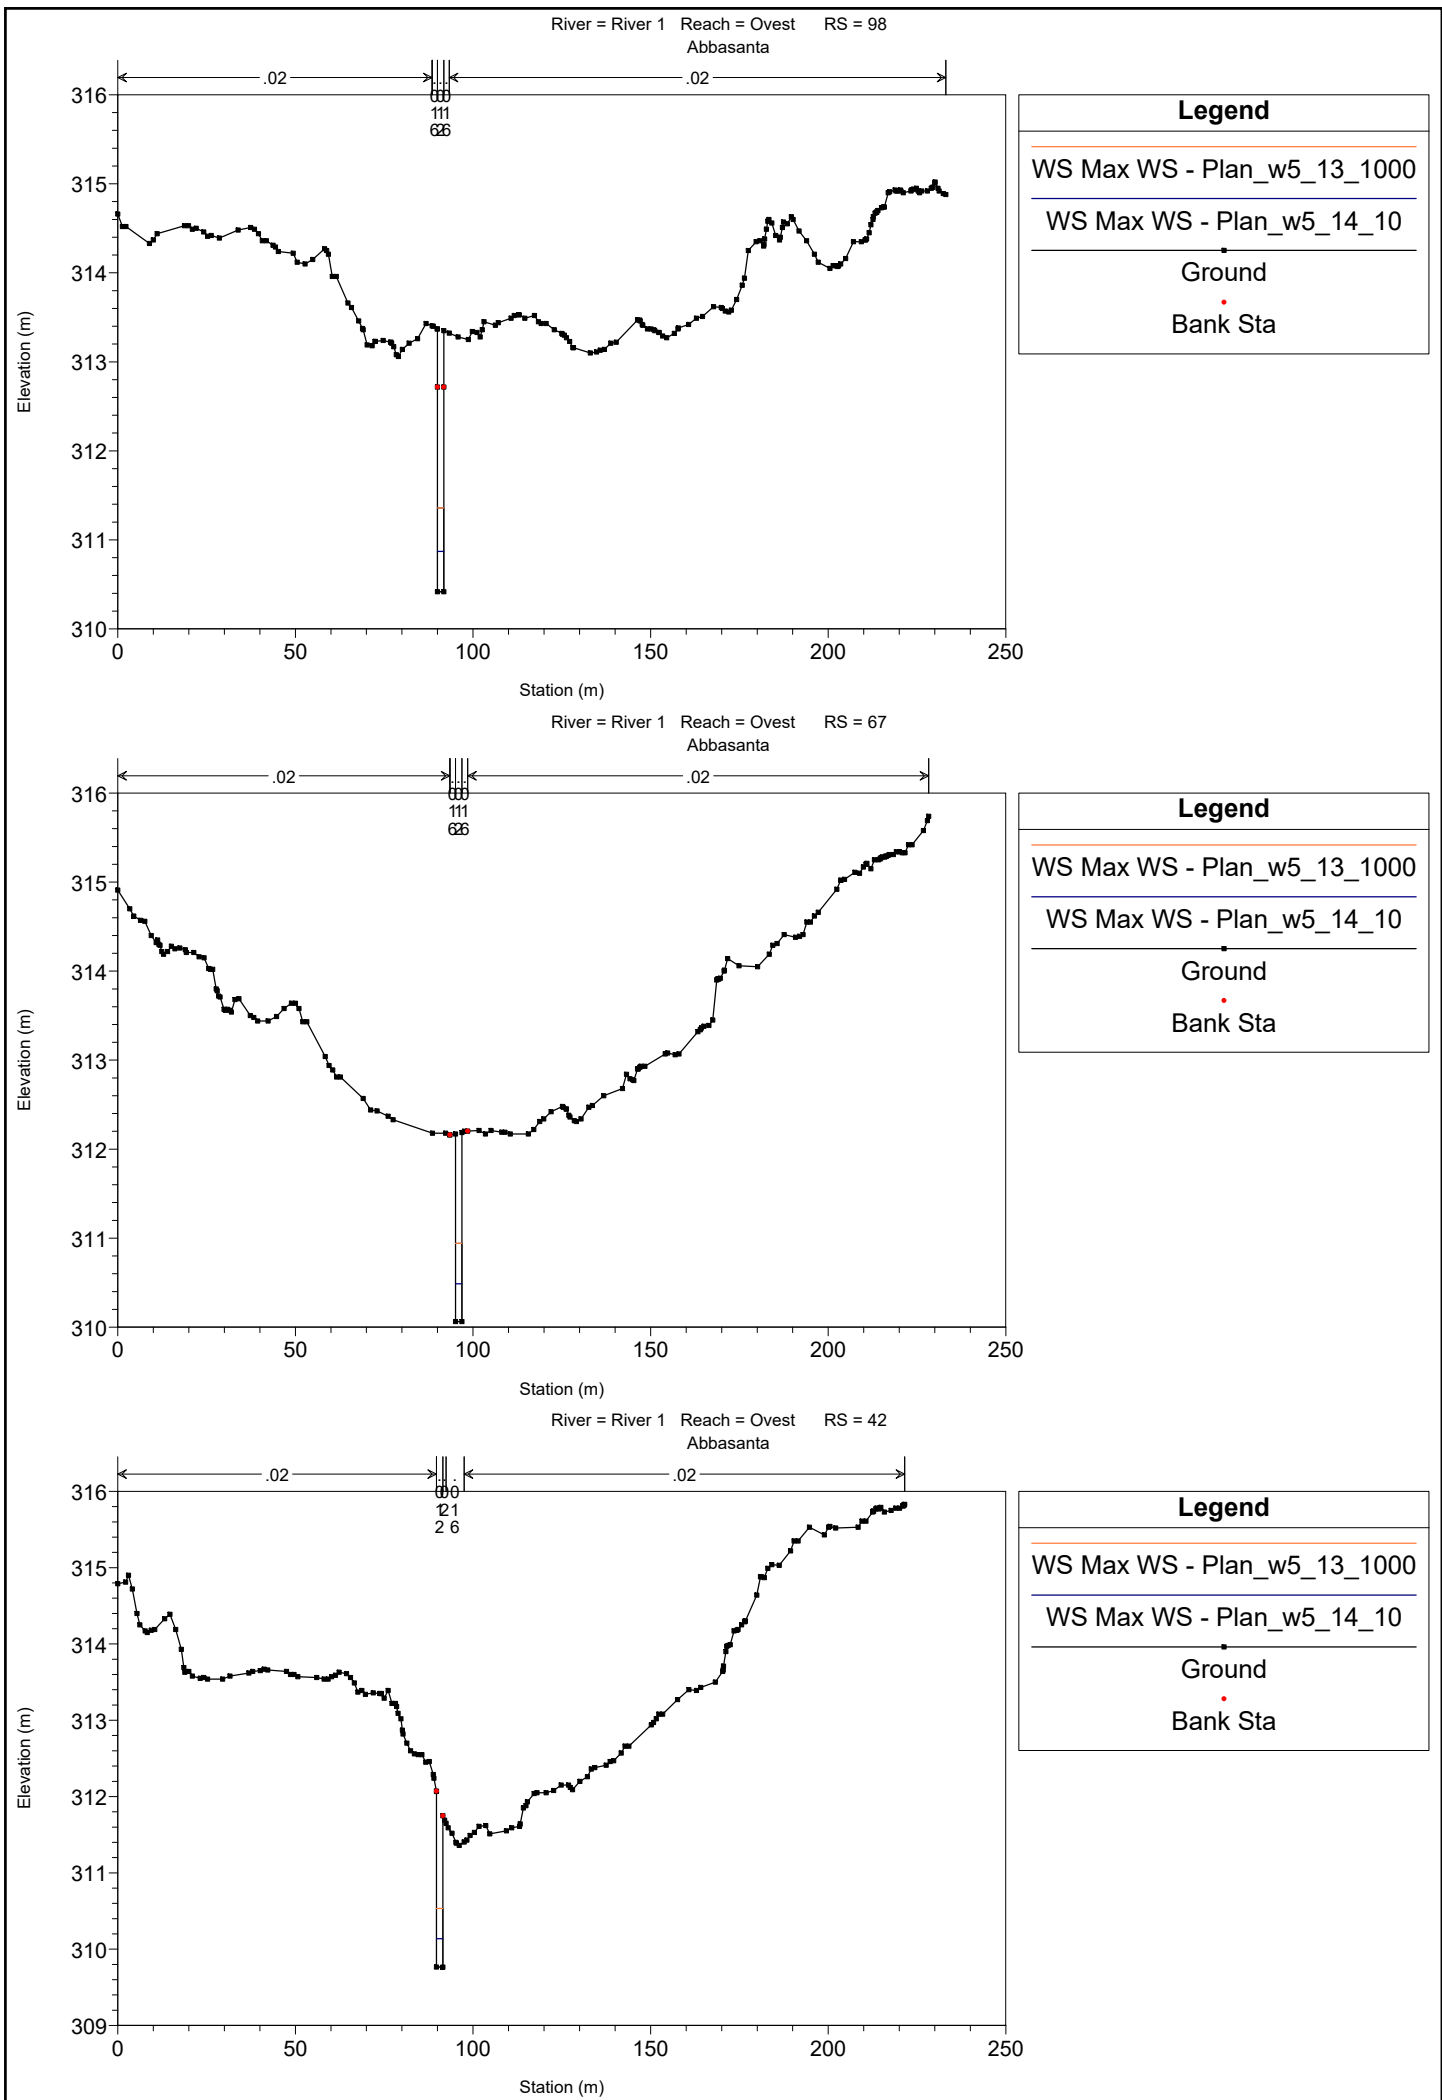 River = River 1 Reach = Ovest RS = 98
Abbasanta
.02 .02
316
315
314
313
312
311
310
Elevation (m)
0 50 100 150 200 250
Station (m)
Legend
WS Max WS - Plan_w5_13_1000
WS Max WS - Plan_w5_14_10
Ground
Bank Sta
River = River 1 Reach = Ovest RS = 67
Abbasanta
.02 .02
316
315
314
313
312
311
310
Elevation (m)
0 50 100 150 200 250
Station (m)
Legend
WS Max WS - Plan_w5_13_1000
WS Max WS - Plan_w5_14_10
Ground
Bank Sta
River = River 1 Reach = Ovest RS = 42
Abbasanta
.02 .02
316
315
314
313
312
311
310
309
Elevation (m)
0 50 100 150 200 250
Station (m)
Legend
WS Max WS - Plan_w5_13_1000
WS Max WS - Plan_w5_14_10
Ground
Bank Sta